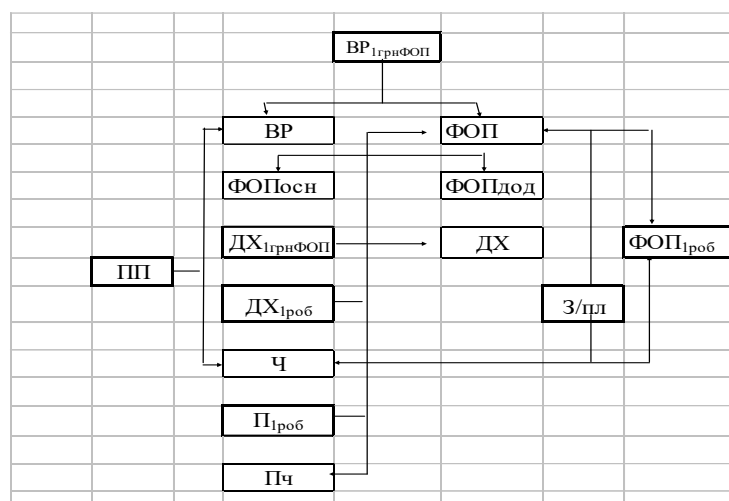 ВР1грнФОП
ВР ФОП
ФОПосн ФОПдод
ДХ1грнФОП ДХ ФОП1роб
ПП
ДХ1роб З/пл
Ч
П1роб
Пч